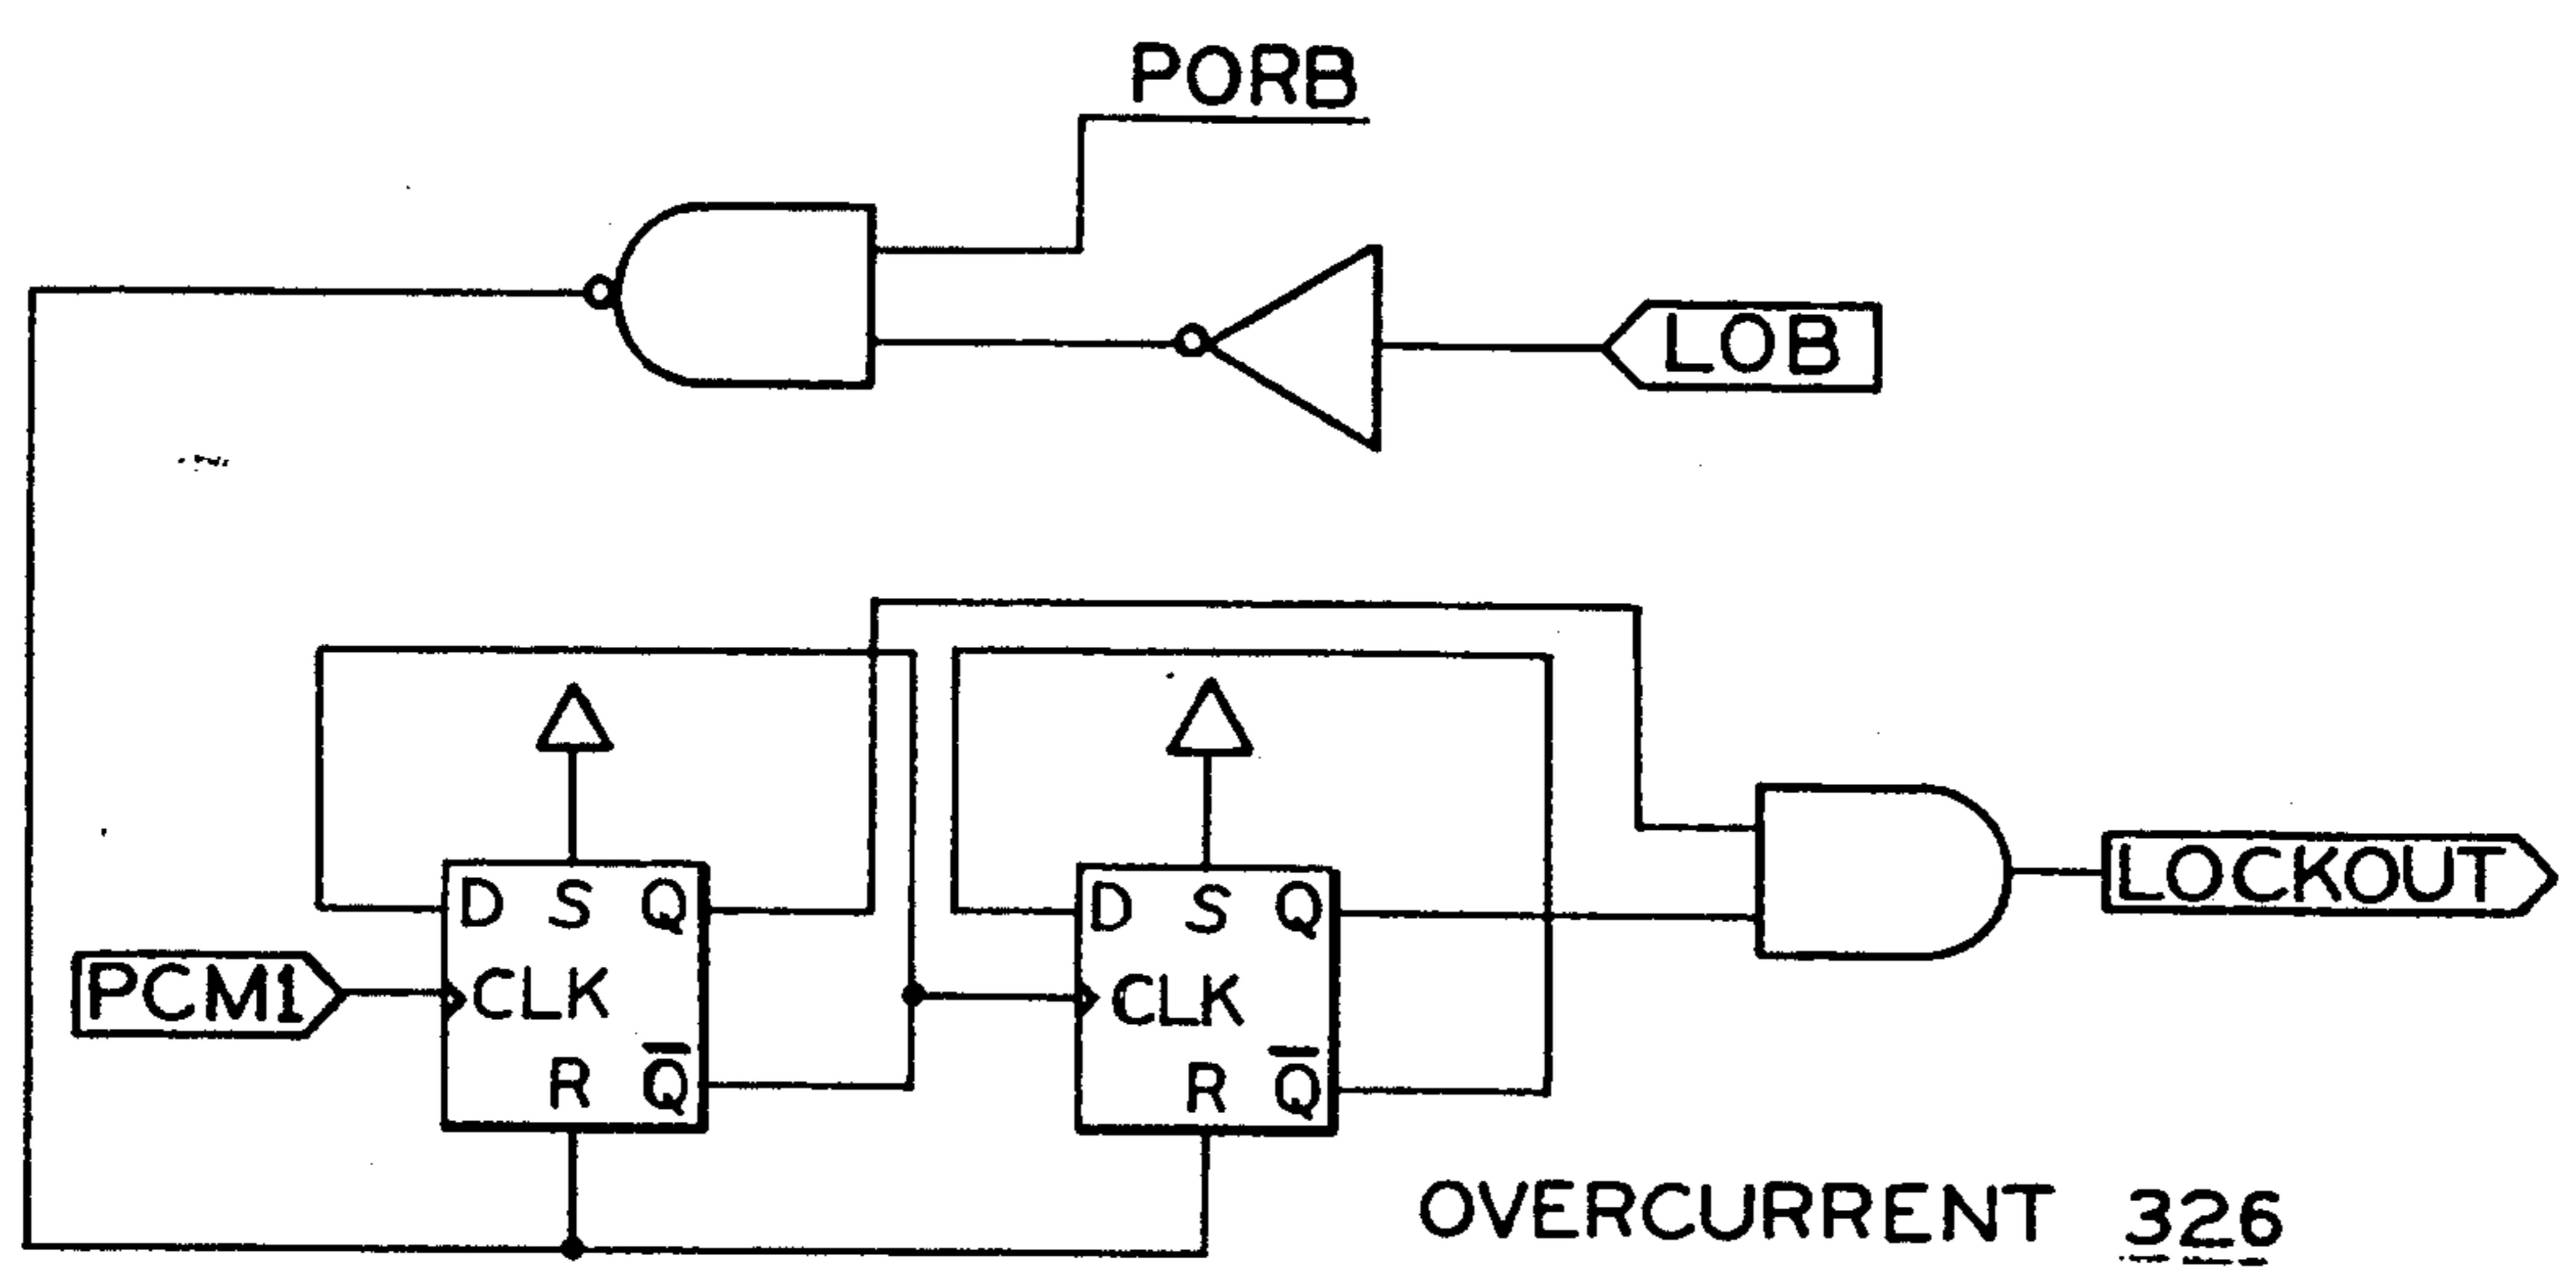 PORB
LOB
D S Q
PCM1
CLK
R Q̅
D S Q
CLK
R Q̅
LOCKOUT
OVERCURRENT 326